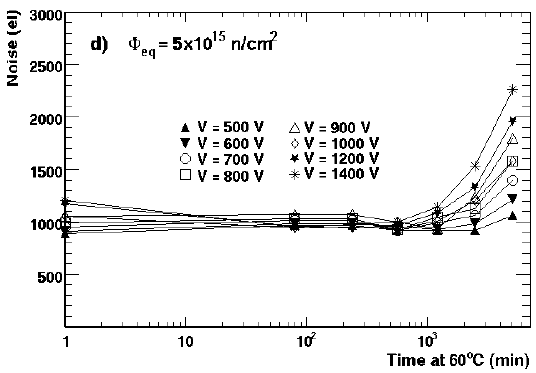 Noise (el)
3000
2500
2000
1500
1000
500
d) Φeq = 5x10^15 n/cm^2
V = 500 V
V = 600 V
V = 700 V
V = 800 V
V = 900 V
V = 1000 V
V = 1200 V
V = 1400 V
1
10
10^2
10^3
Time at 60°C (min)